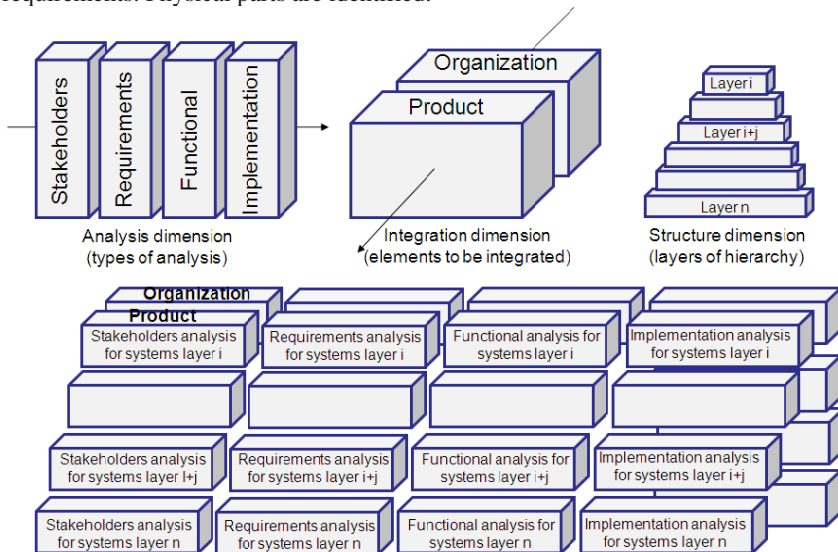 requirements. Physical parts are identified.
Stakeholders
Requirements
Functional
Implementation
Analysis dimension
(types of analysis)
Organization
Product
Integration dimension
(elements to be integrated)
Layer i
Layer i+j
Layer n
Structure dimension
(layers of hierarchy)
Organization
Product
Stakeholders analysis
for systems layer i
Requirements analysis
for systems layer i
Functional analysis for
systems layer i
Implementation analysis
for systems layer i
Stakeholders analysis
for systems layer I+j
Requirements analysis
for systems layer i+j
Functional analysis for
systems layer i+j
Implementation analysis
for systems layer i+j
Stakeholders analysis
for systems layer n
Requirements analysis
for systems layer n
Functional analysis for
systems layer n
Implementation analysis
for systems layer n